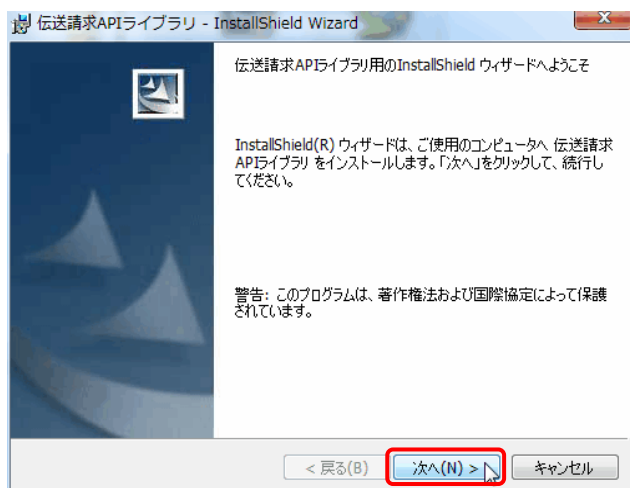 伝送請求APIライブラリ - InstallShield Wizard
伝送請求APIライブラリ用のInstallShield ウィザードへようこそ
InstallShield(R) ウィザードは、ご使用のコンピュータへ 伝送請求
APIライブラリ をインストールします。「次へ」をクリックして、続行し
てください。
警告: このプログラムは、著作権法および国際協定によって保護
されています。
< 戻る(B)
次へ(N) >
キャンセル